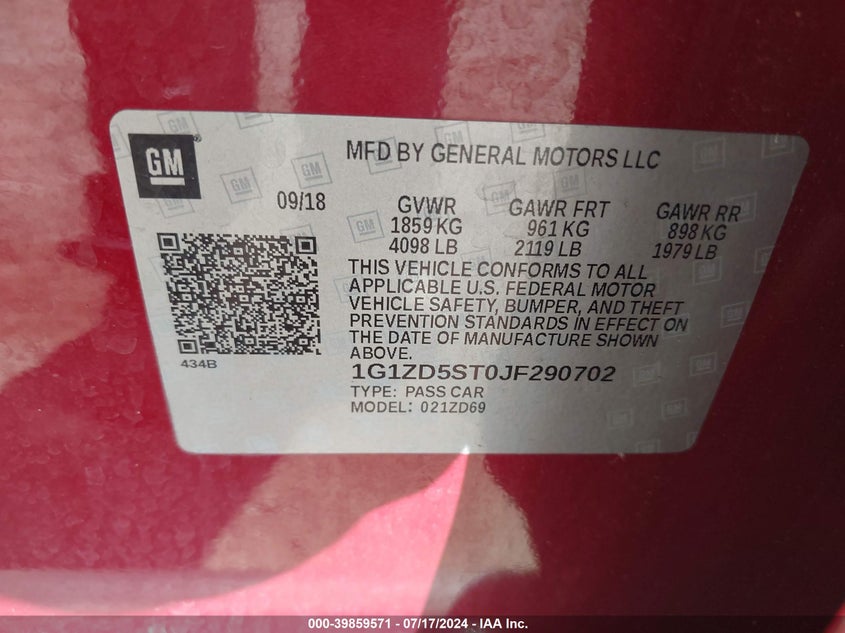 GM
MFD BY GENERAL MOTORS LLC
09/18 GVWR GAWR FRT GAWR RR
1859 KG 961 KG 898 KG
4098 LB 2119 LB 1979 LB
THIS VEHICLE CONFORMS TO ALL
APPLICABLE U.S. FEDERAL MOTOR
VEHICLE SAFETY, BUMPER, AND THEFT
PREVENTION STANDARDS IN EFFECT ON
THE DATE OF MANUFACTURE SHOWN
ABOVE.
434B
1G1ZD5ST0JF290702
TYPE: PASS CAR
MODEL: 021ZD69
000-39859571 - 07/17/2024 - IAA Inc.